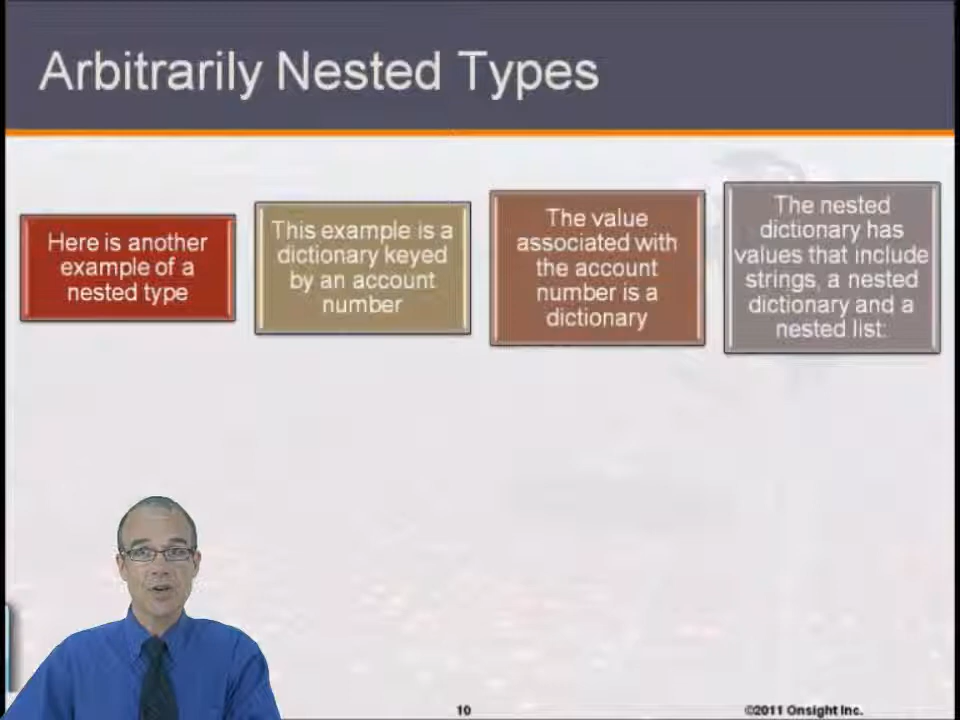 Arbitrarily Nested Types
Here is another
example of a
nested type
This example is a
dictionary keyed
by an account
number
The value
associated with
the account
number is a
dictionary
The nested
dictionary has
values that include
strings, a nested
dictionary and a
nested list:
10
©2011 Onsight Inc.